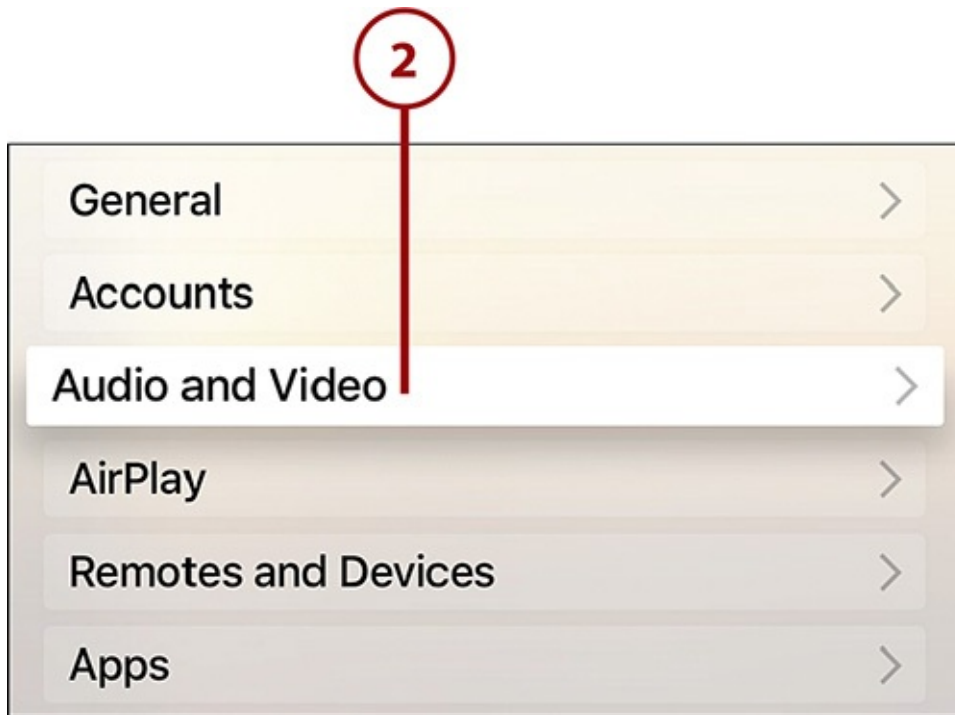 2
General
Accounts
Audio and Video
AirPlay
Remotes and Devices
Apps